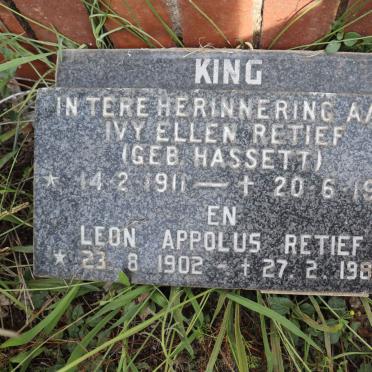 KING
IN TERE HERINNERING AA
IVY ELLEN RETIEF
(GEB. HASSETT)
* 14·2·1911 — † 20·6·19
EN
LEON APPOLUS RETIEF
* 23·8·1902 – † 27·2·198